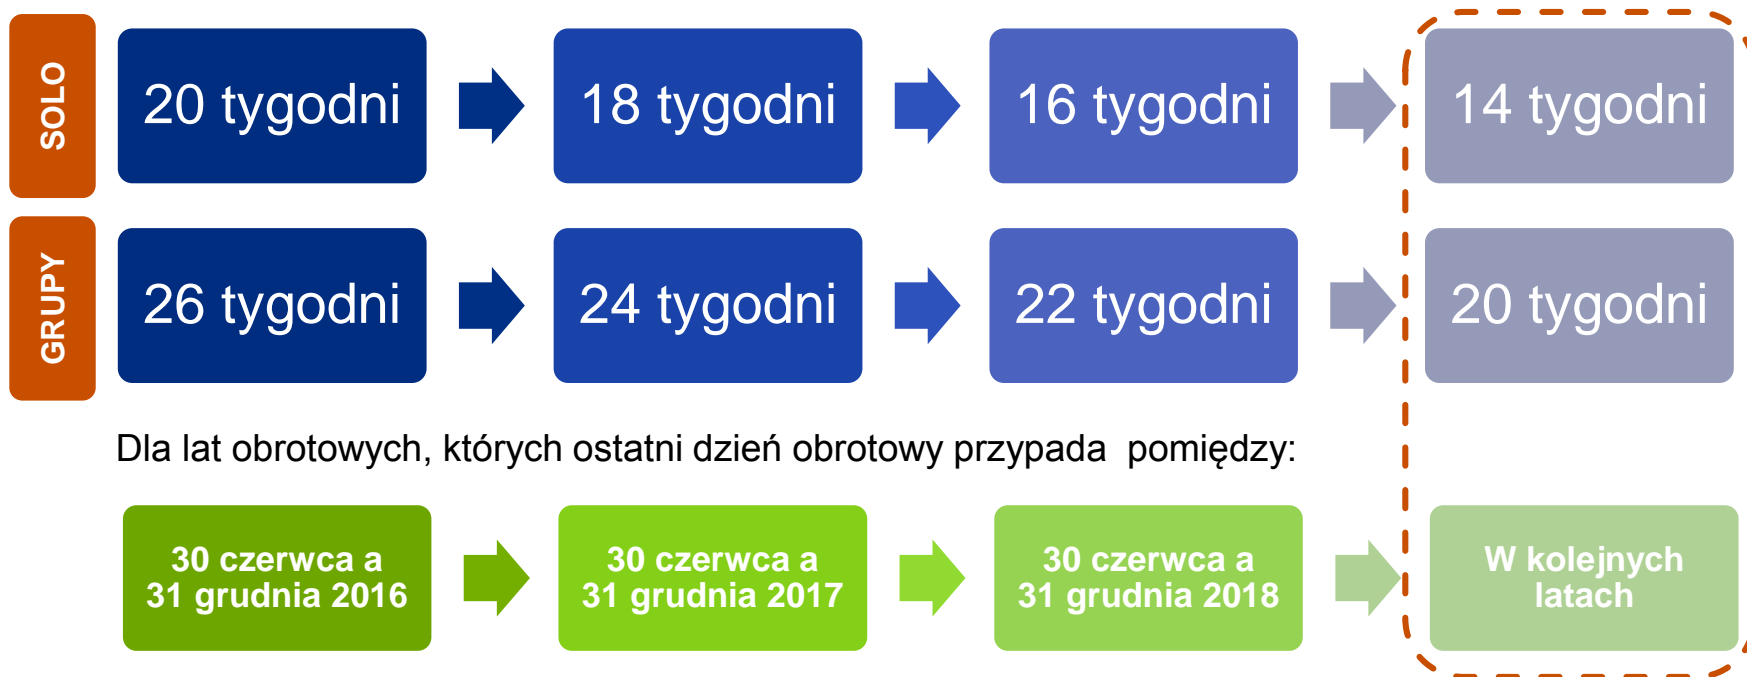 SOLO
20 tygodni
18 tygodni
16 tygodni
14 tygodni
GRUPY
26 tygodni
24 tygodni
22 tygodni
20 tygodni
Dla lat obrotowych, których ostatni dzień obrotowy przypada pomiędzy:
30 czerwca a
31 grudnia 2016
30 czerwca a
31 grudnia 2017
30 czerwca a
31 grudnia 2018
W kolejnych
latach